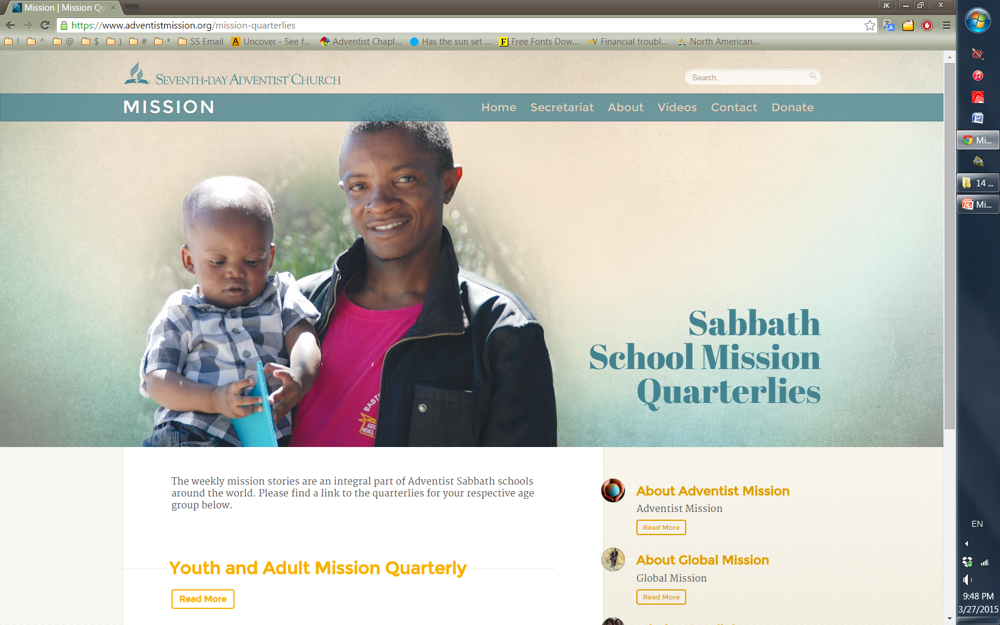 Mission | Mission Qu
JK
https://www.adventistmission.org/mission-quarterlies
! ^ @ $ ) # * SS Email Uncover - See f... Adventist Chapl... Has the sun set ... Free Fonts Dow... Financial troubl... North American...
SEVENTH-DAY ADVENTIST® CHURCH
Search...
MISSION
Home Secretariat About Videos Contact Donate
Sabbath
School Mission
Quarterlies
EAST
EDU
HEAD
The weekly mission stories are an integral part of Adventist Sabbath schools
around the world. Please find a link to the quarterlies for your respective age
group below.
Youth and Adult Mission Quarterly
Read More
About Adventist Mission
Adventist Mission
Read More
About Global Mission
Global Mission
Read More
Mi...
14 ...
Mi...
EN
9:48 PM
3/27/2015